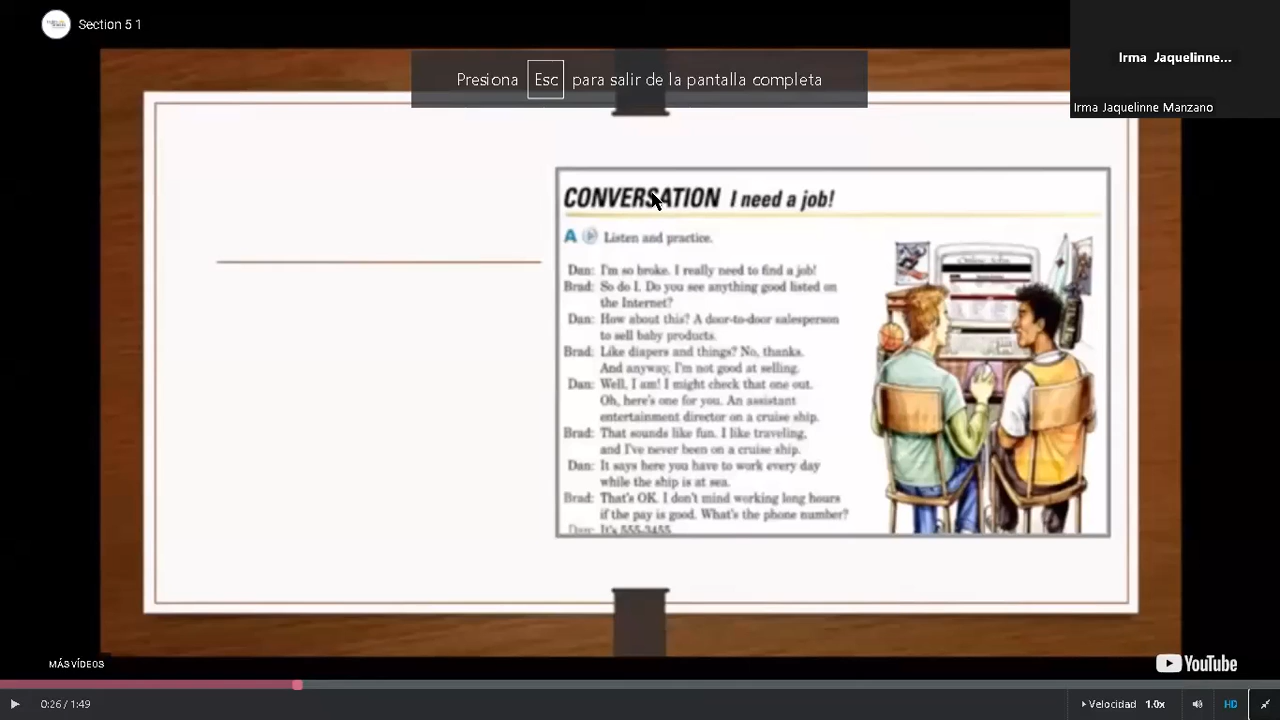 Section 5 1
Irma Jaquelinne...
Irma Jaquelinne Manzano
Presiona Esc para salir de la pantalla completa
CONVERSATION I need a job!
A Listen and practice.
Dan: I'm so broke. I really need to find a job!
Brad: So do I. Do you see anything good listed on
the Internet?
Dan: How about this? A door-to-door salesperson
to sell baby products.
Brad: Like diapers and things? No, thanks.
And anyway, I'm not good at selling.
Dan: Well, I am! I might check that one out.
Oh, here's one for you. An assistant
entertainment director on a cruise ship.
Brad: That sounds like fun. I like traveling,
and I've never been on a cruise ship.
Dan: It says here you have to work every day
while the ship is at sea.
Brad: That's OK. I don't mind working long hours
if the pay is good. What's the phone number?
Dan: It's 555-3455
MÁS VÍDEOS
YouTube
0:26 / 1:49
Velocidad 1.0x
HD